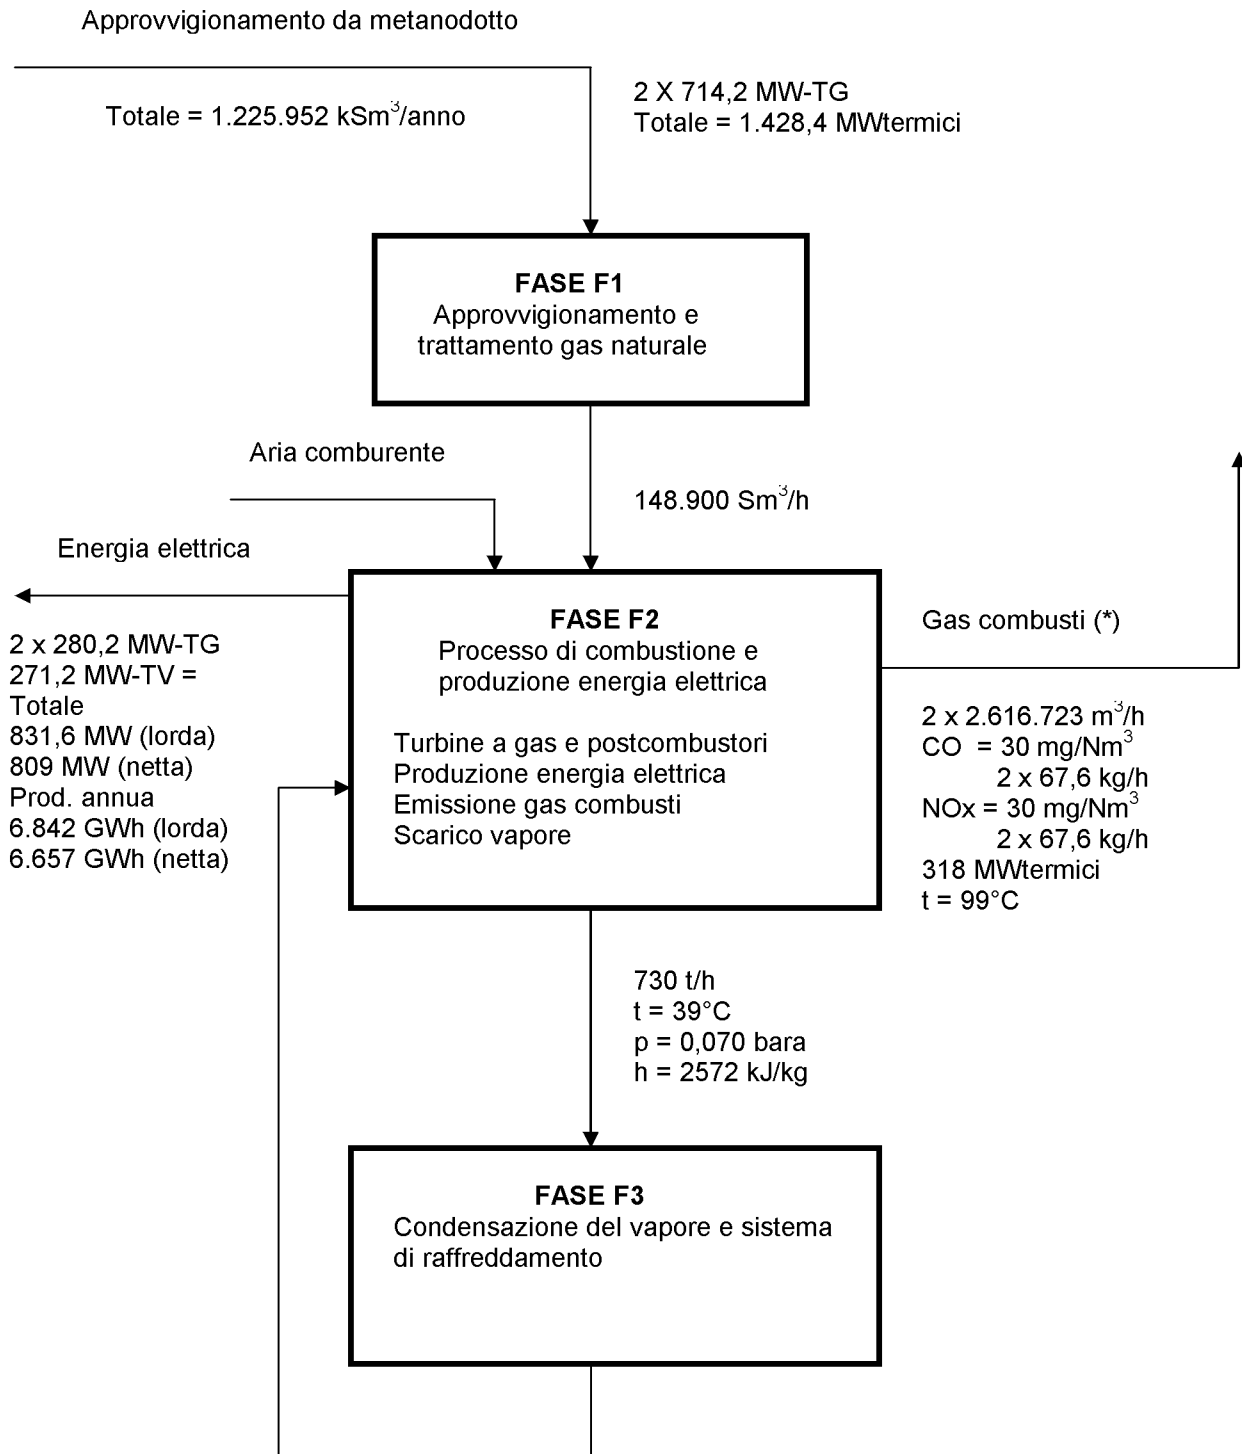 Approvvigionamento da metanodotto
Totale = 1.225.952 kSm³/anno
2 X 714,2 MW-TG
Totale = 1.428,4 MWtermici
FASE F1
Approvvigionamento e
trattamento gas naturale
Aria comburente
148.900 Sm³/h
Energia elettrica
2 x 280,2 MW-TG
271,2 MW-TV =
Totale
831,6 MW (lorda)
809 MW (netta)
Prod. annua
6.842 GWh (lorda)
6.657 GWh (netta)
FASE F2
Processo di combustione e
produzione energia elettrica
Turbine a gas e postcombustori
Produzione energia elettrica
Emissione gas combusti
Scarico vapore
Gas combusti (*)
2 x 2.616.723 m³/h
CO = 30 mg/Nm³
2 x 67,6 kg/h
NOx = 30 mg/Nm³
2 x 67,6 kg/h
318 MWtermici
t = 99°C
730 t/h
t = 39°C
p = 0,070 bara
h = 2572 kJ/kg
FASE F3
Condensazione del vapore e sistema
di raffreddamento